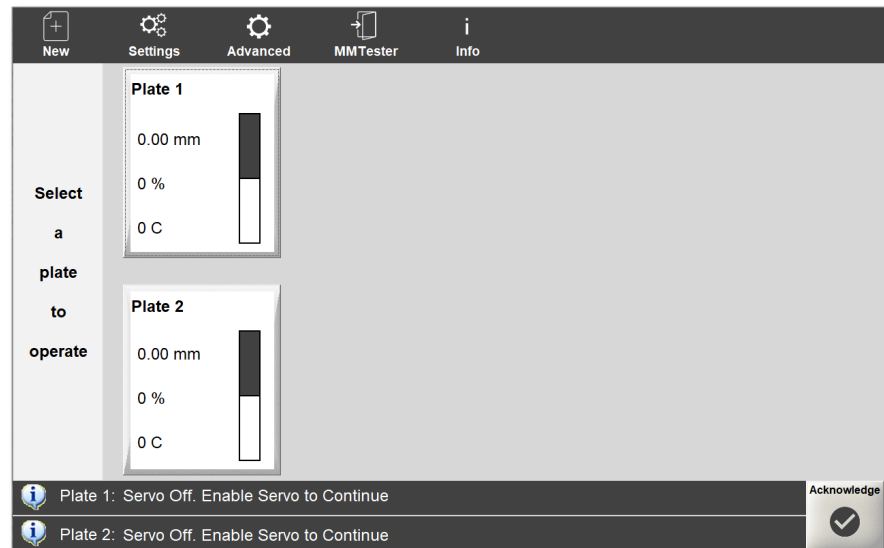 New Settings Advanced MMTester Info
Select
a
plate
to
operate
Plate 1
0.00 mm
0 %
0 C
Plate 2
0.00 mm
0 %
0 C
Plate 1: Servo Off. Enable Servo to Continue
Plate 2: Servo Off. Enable Servo to Continue
Acknowledge